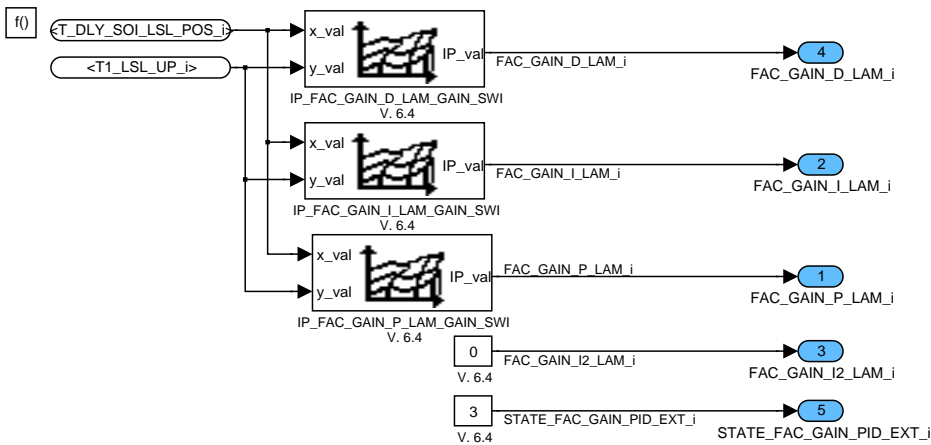 f()
<T_DLY_SOI_LSL_POS_i>
<T1_LSL_UP_i>
x_val
y_val
IP_val
IP_FAC_GAIN_D_LAM_GAIN_SWI
V. 6.4
FAC_GAIN_D_LAM_i
4
FAC_GAIN_D_LAM_i
x_val
y_val
IP_val
IP_FAC_GAIN_I_LAM_GAIN_SWI
V. 6.4
FAC_GAIN_I_LAM_i
2
FAC_GAIN_I_LAM_i
x_val
y_val
IP_val
IP_FAC_GAIN_P_LAM_GAIN_SWI
V. 6.4
FAC_GAIN_P_LAM_i
1
FAC_GAIN_P_LAM_i
0
V. 6.4
FAC_GAIN_I2_LAM_i
3
FAC_GAIN_I2_LAM_i
3
V. 6.4
STATE_FAC_GAIN_PID_EXT_i
5
STATE_FAC_GAIN_PID_EXT_i